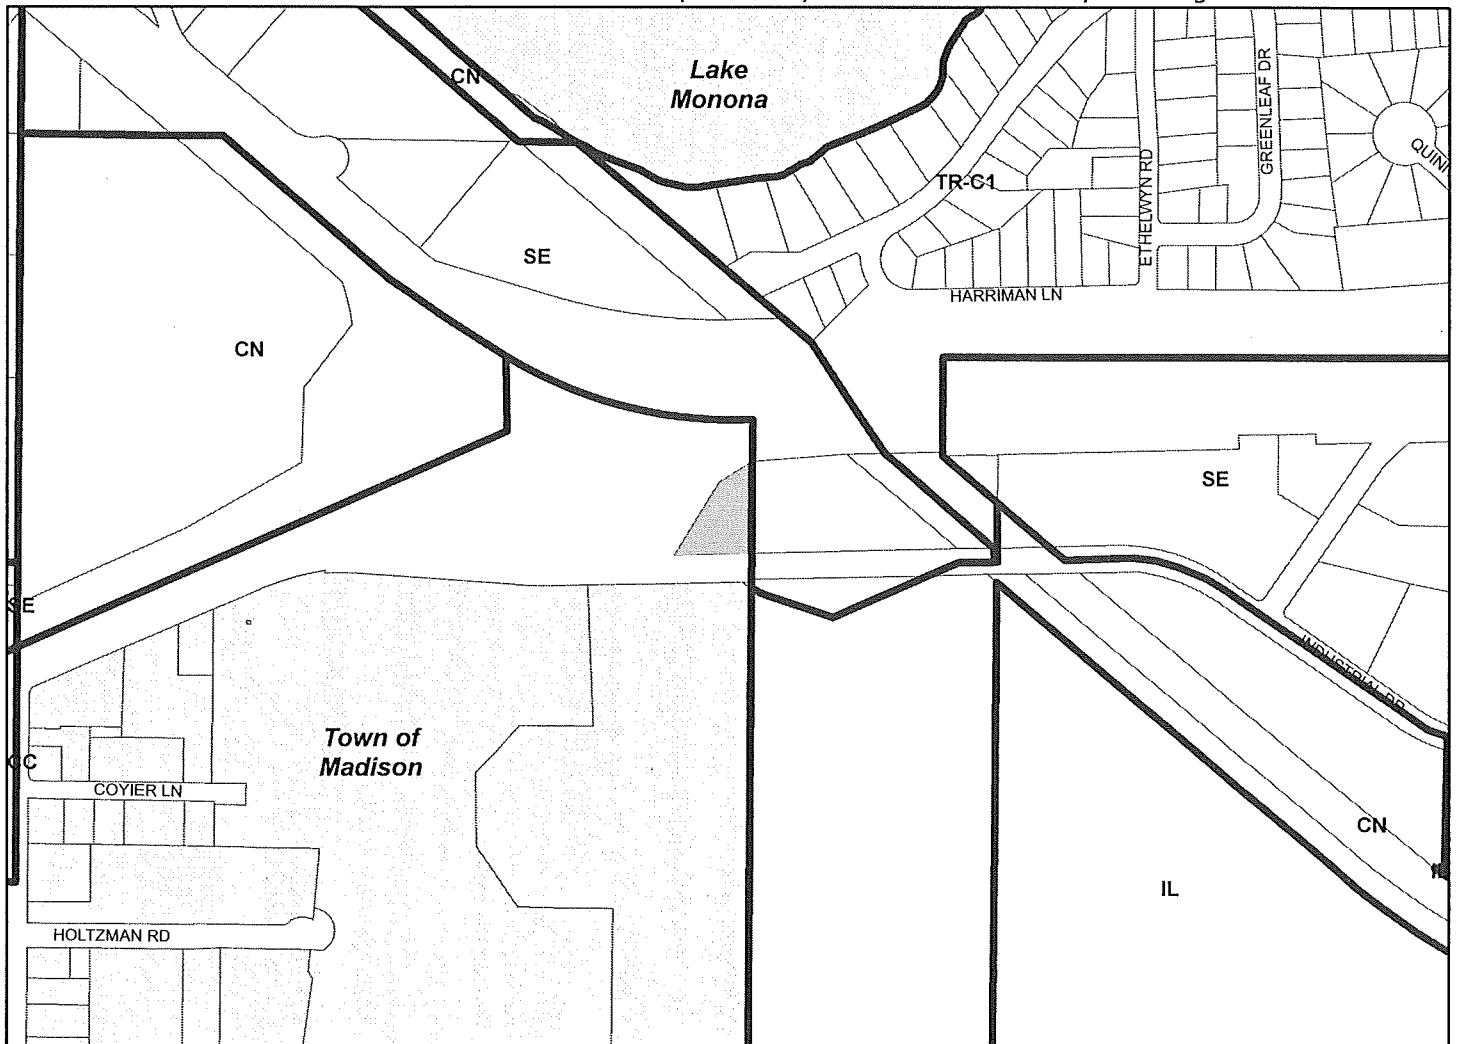 Lake
Monona
CN
GREENLEAF DR
QUINN
ETHELWYN RD
TR-C1
SE
HARRIMAN LN
CN
SE
SE
INDUSTRIAL DR
Town of
Madison
CC
COYIER LN
CN
IL
HOLTZMAN RD